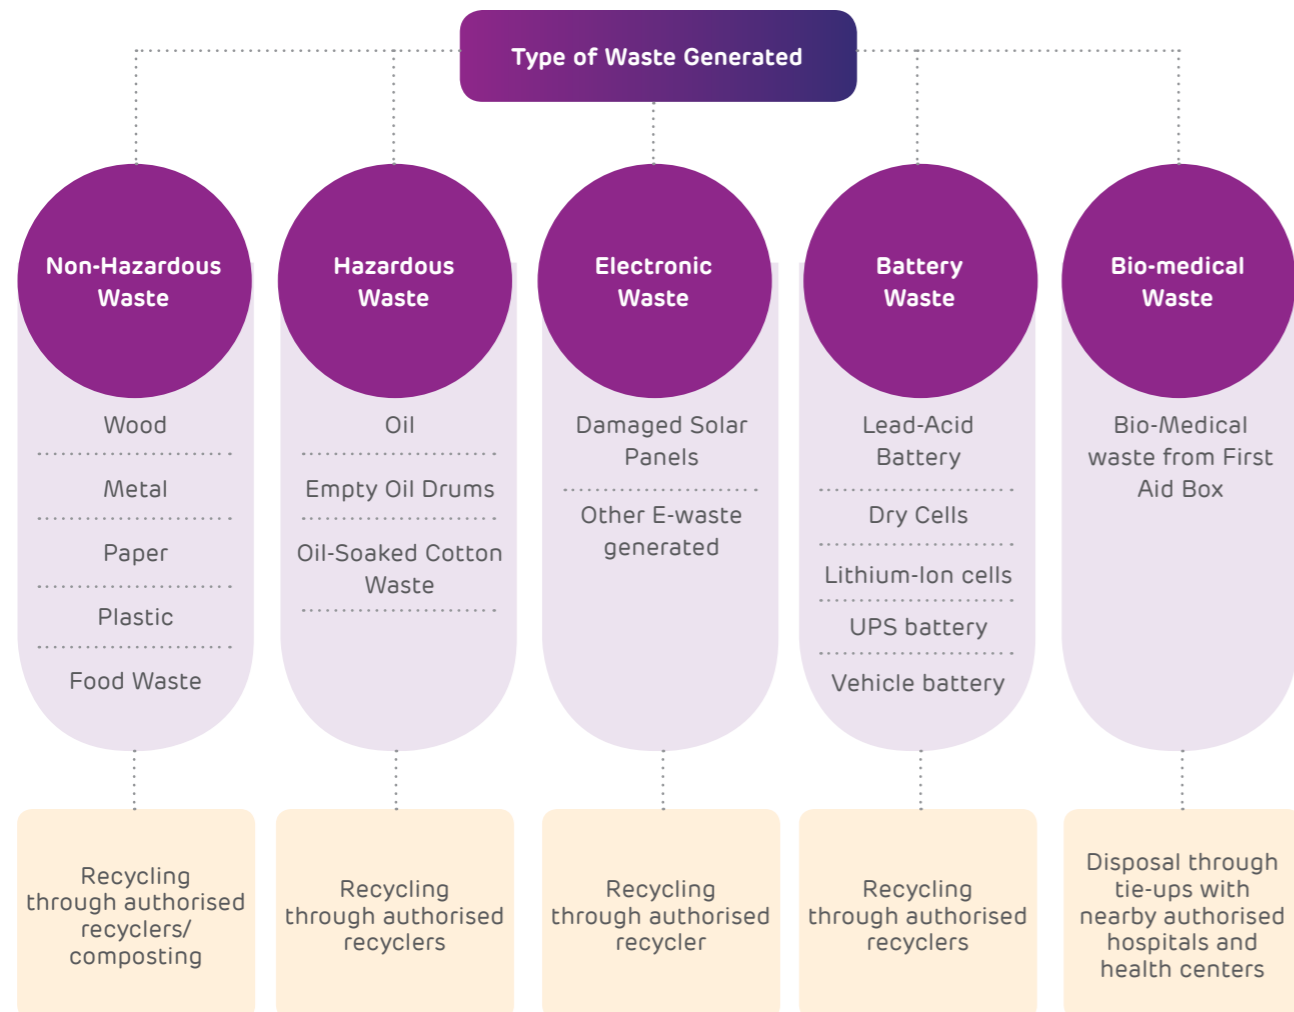 Type of Waste Generated
Non-Hazardous
Waste
Wood
Metal
Paper
Plastic
Food Waste
Recycling
through authorised
recyclers/
composting
Hazardous
Waste
Oil
Empty Oil Drums
Oil-Soaked Cotton
Waste
Recycling
through authorised
recyclers
Electronic
Waste
Damaged Solar
Panels
Other E-waste
generated
Recycling
through authorised
recycler
Battery
Waste
Lead-Acid
Battery
Dry Cells
Lithium-Ion cells
UPS battery
Vehicle battery
Recycling
through authorised
recyclers
Bio-medical
Waste
Bio-Medical
waste from First
Aid Box
Disposal through
tie-ups with
nearby authorised
hospitals and
health centers